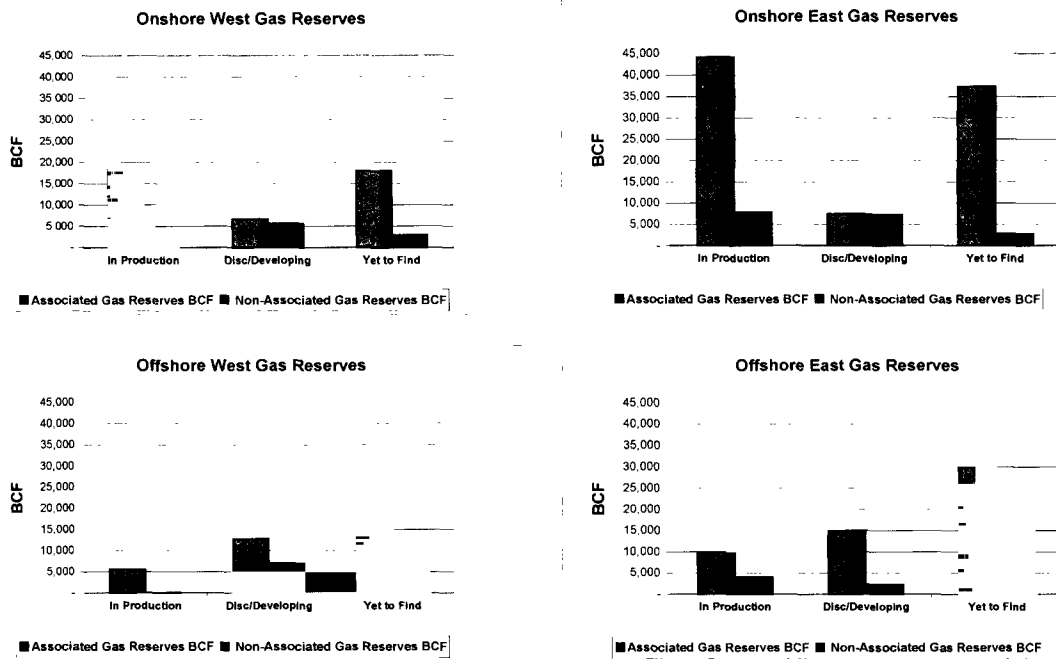 Onshore West Gas Reserves
45,000
40,000
35,000
30,000
25,000
20,000
15,000
10,000
5 000
-
BCF
In Production Disc/Developing Yet to Find
Associated Gas Reserves BCF Non-Associated Gas Reserves BCF
Onshore East Gas Reserves
45,000
40,000
35,000
30,000
25,000
20,000
15,000
10,000
5,000
-
BCF
In Production Disc/Developing Yet to Find
Associated Gas Reserves BCF Non-Associated Gas Reserves BCF
Offshore West Gas Reserves
45,000
40,000
35,000
30,000
25,000
20,000
15,000
10,000
5,000
-
BCF
In Production Disc/Developing Yet to Find
Associated Gas Reserves BCF Non-Associated Gas Reserves BCF
Offshore East Gas Reserves
45,000
40,000
35,000
30,000
25,000
20,000
15,000
10,000
5,000
-
BCF
In Production Disc/Developing Yet to Find
Associated Gas Reserves BCF Non-Associated Gas Reserves BCF